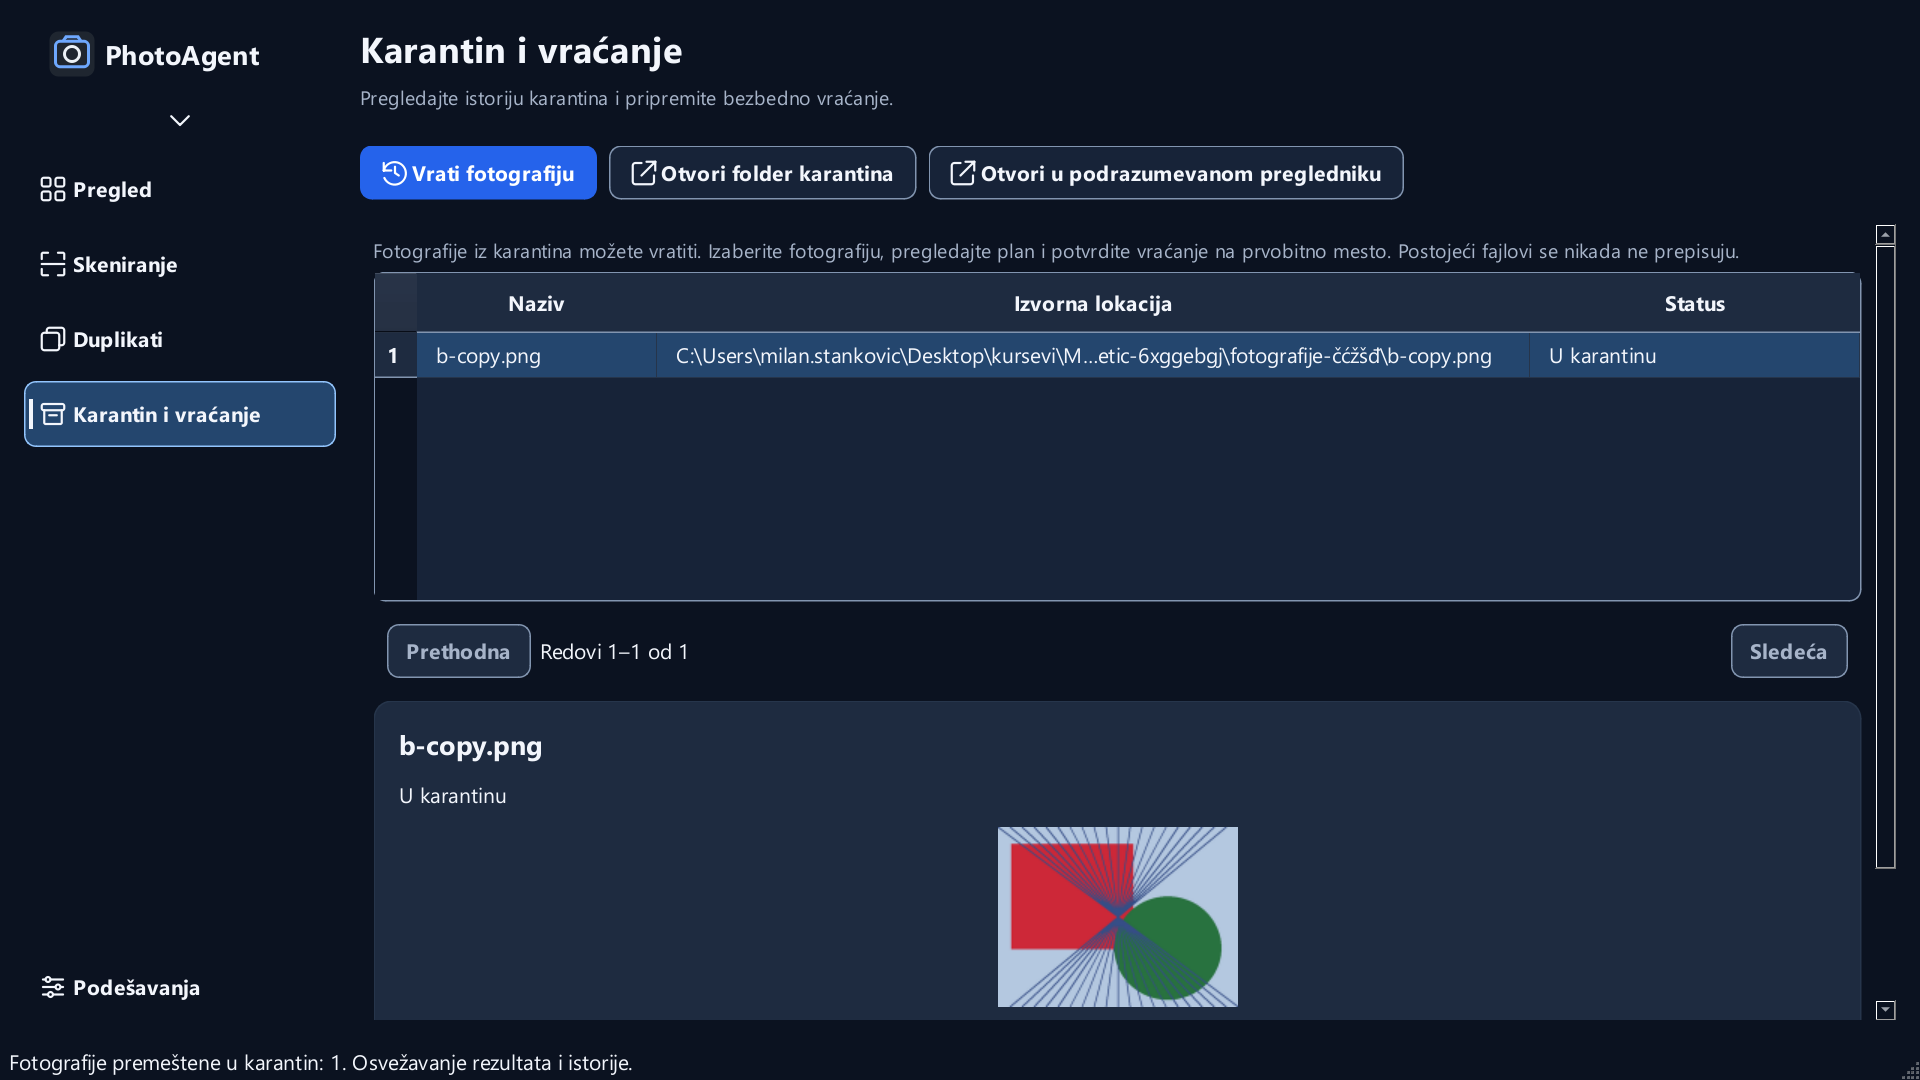 PhotoAgent
Pregled
Skeniranje
Duplikati
Karantin i vraćanje
Podešavanja
Karantin i vraćanje
Pregledajte istoriju karantina i pripremite bezbedno vraćanje.
Vrati fotografiju
Otvori folder karantina
Otvori u podrazumevanom pregledniku
Fotografije iz karantina možete vratiti. Izaberite fotografiju, pregledajte plan i potvrdite vraćanje na prvobitno mesto. Postojeći fajlovi se nikada ne prepisuju.
Naziv Izvorna lokacija Status
1 b-copy.png C:\Users\milan.stankovic\Desktop\kursevi\M...etic-6xggebgj\fotografije-čćžšđ\b-copy.png U karantinu
Prethodna Redovi 1–1 od 1 Sledeća
b-copy.png
U karantinu
Fotografije premeštene u karantin: 1. Osvežavanje rezultata i istorije.